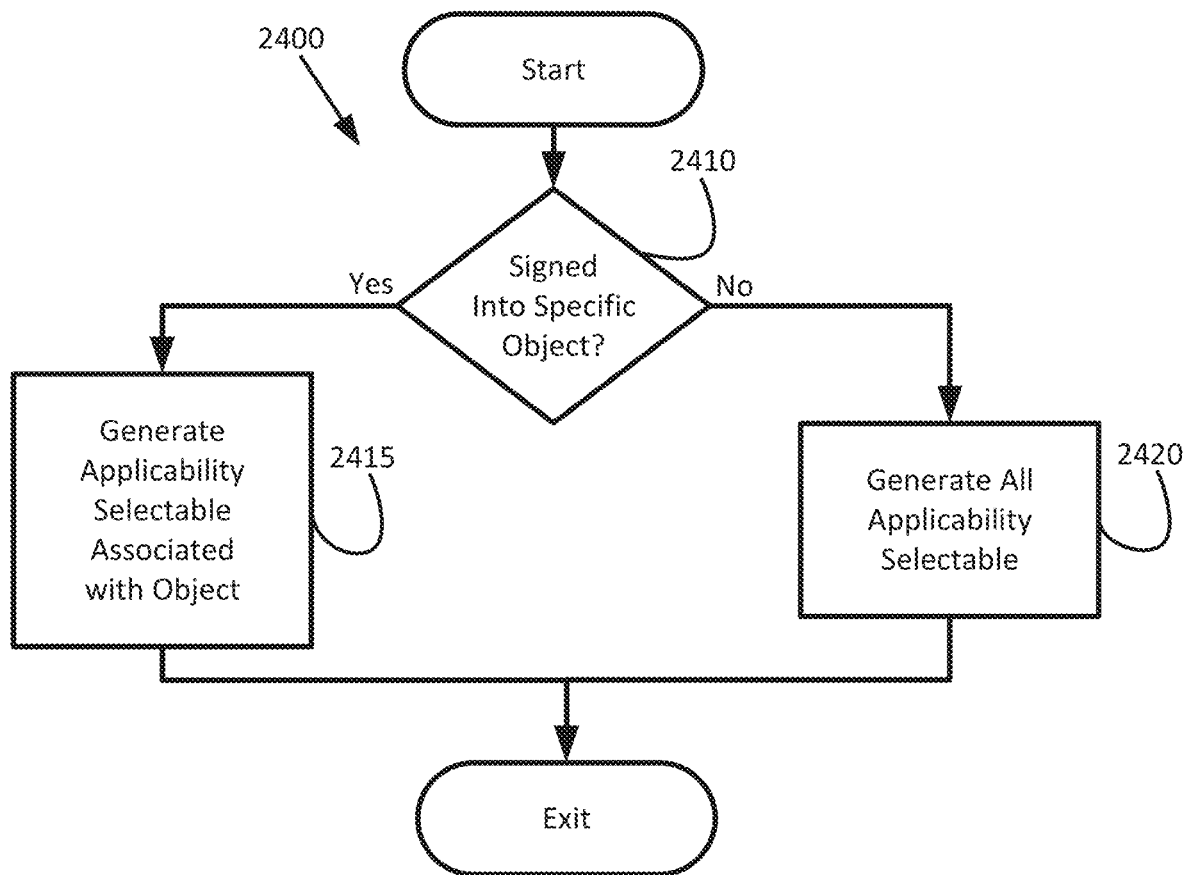 2400
Start
2410
Signed
Into Specific
Object?
Yes
No
Generate
Applicability
Selectable
Associated
with Object
2415
Generate All
Applicability
Selectable
2420
Exit